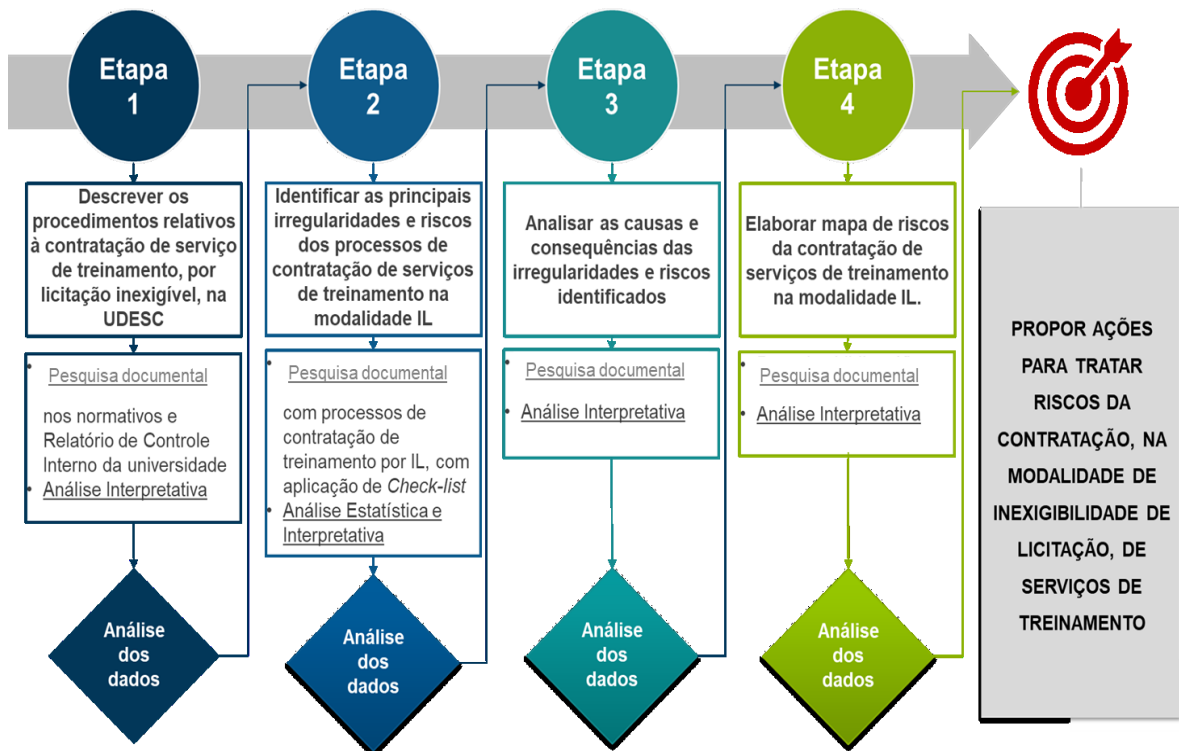 Etapa
1
Descrever os
procedimentos relativos
à contratação de serviço
de treinamento, por
licitação inexigível, na
UDESC
• Pesquisa documental
nos normativos e
Relatório de Controle
Interno da universidade
• Análise Interpretativa
Análise
dos
dados
Etapa
2
Identificar as principais
irregularidades e riscos
dos processos de
contratação de serviços
de treinamento na
modalidade IL
• Pesquisa documental
com processos de
contratação de
treinamento por IL, com
aplicação de Check-list
• Análise Estatística e
Interpretativa
Análise
dos
dados
Etapa
3
Analisar as causas e
consequências das
irregularidades e riscos
identificados
• Pesquisa documental
• Análise Interpretativa
Análise
dos
dados
Etapa
4
Elaborar mapa de riscos
da contratação de
serviços de treinamento
na modalidade IL.
• Pesquisa documental
• Análise Interpretativa
Análise
dos
dados
PROPOR AÇÕES
PARA TRATAR
RISCOS DA
CONTRATAÇÃO, NA
MODALIDADE DE
INEXIGIBILIDADE DE
LICITAÇÃO, DE
SERVIÇOS DE
TREINAMENTO